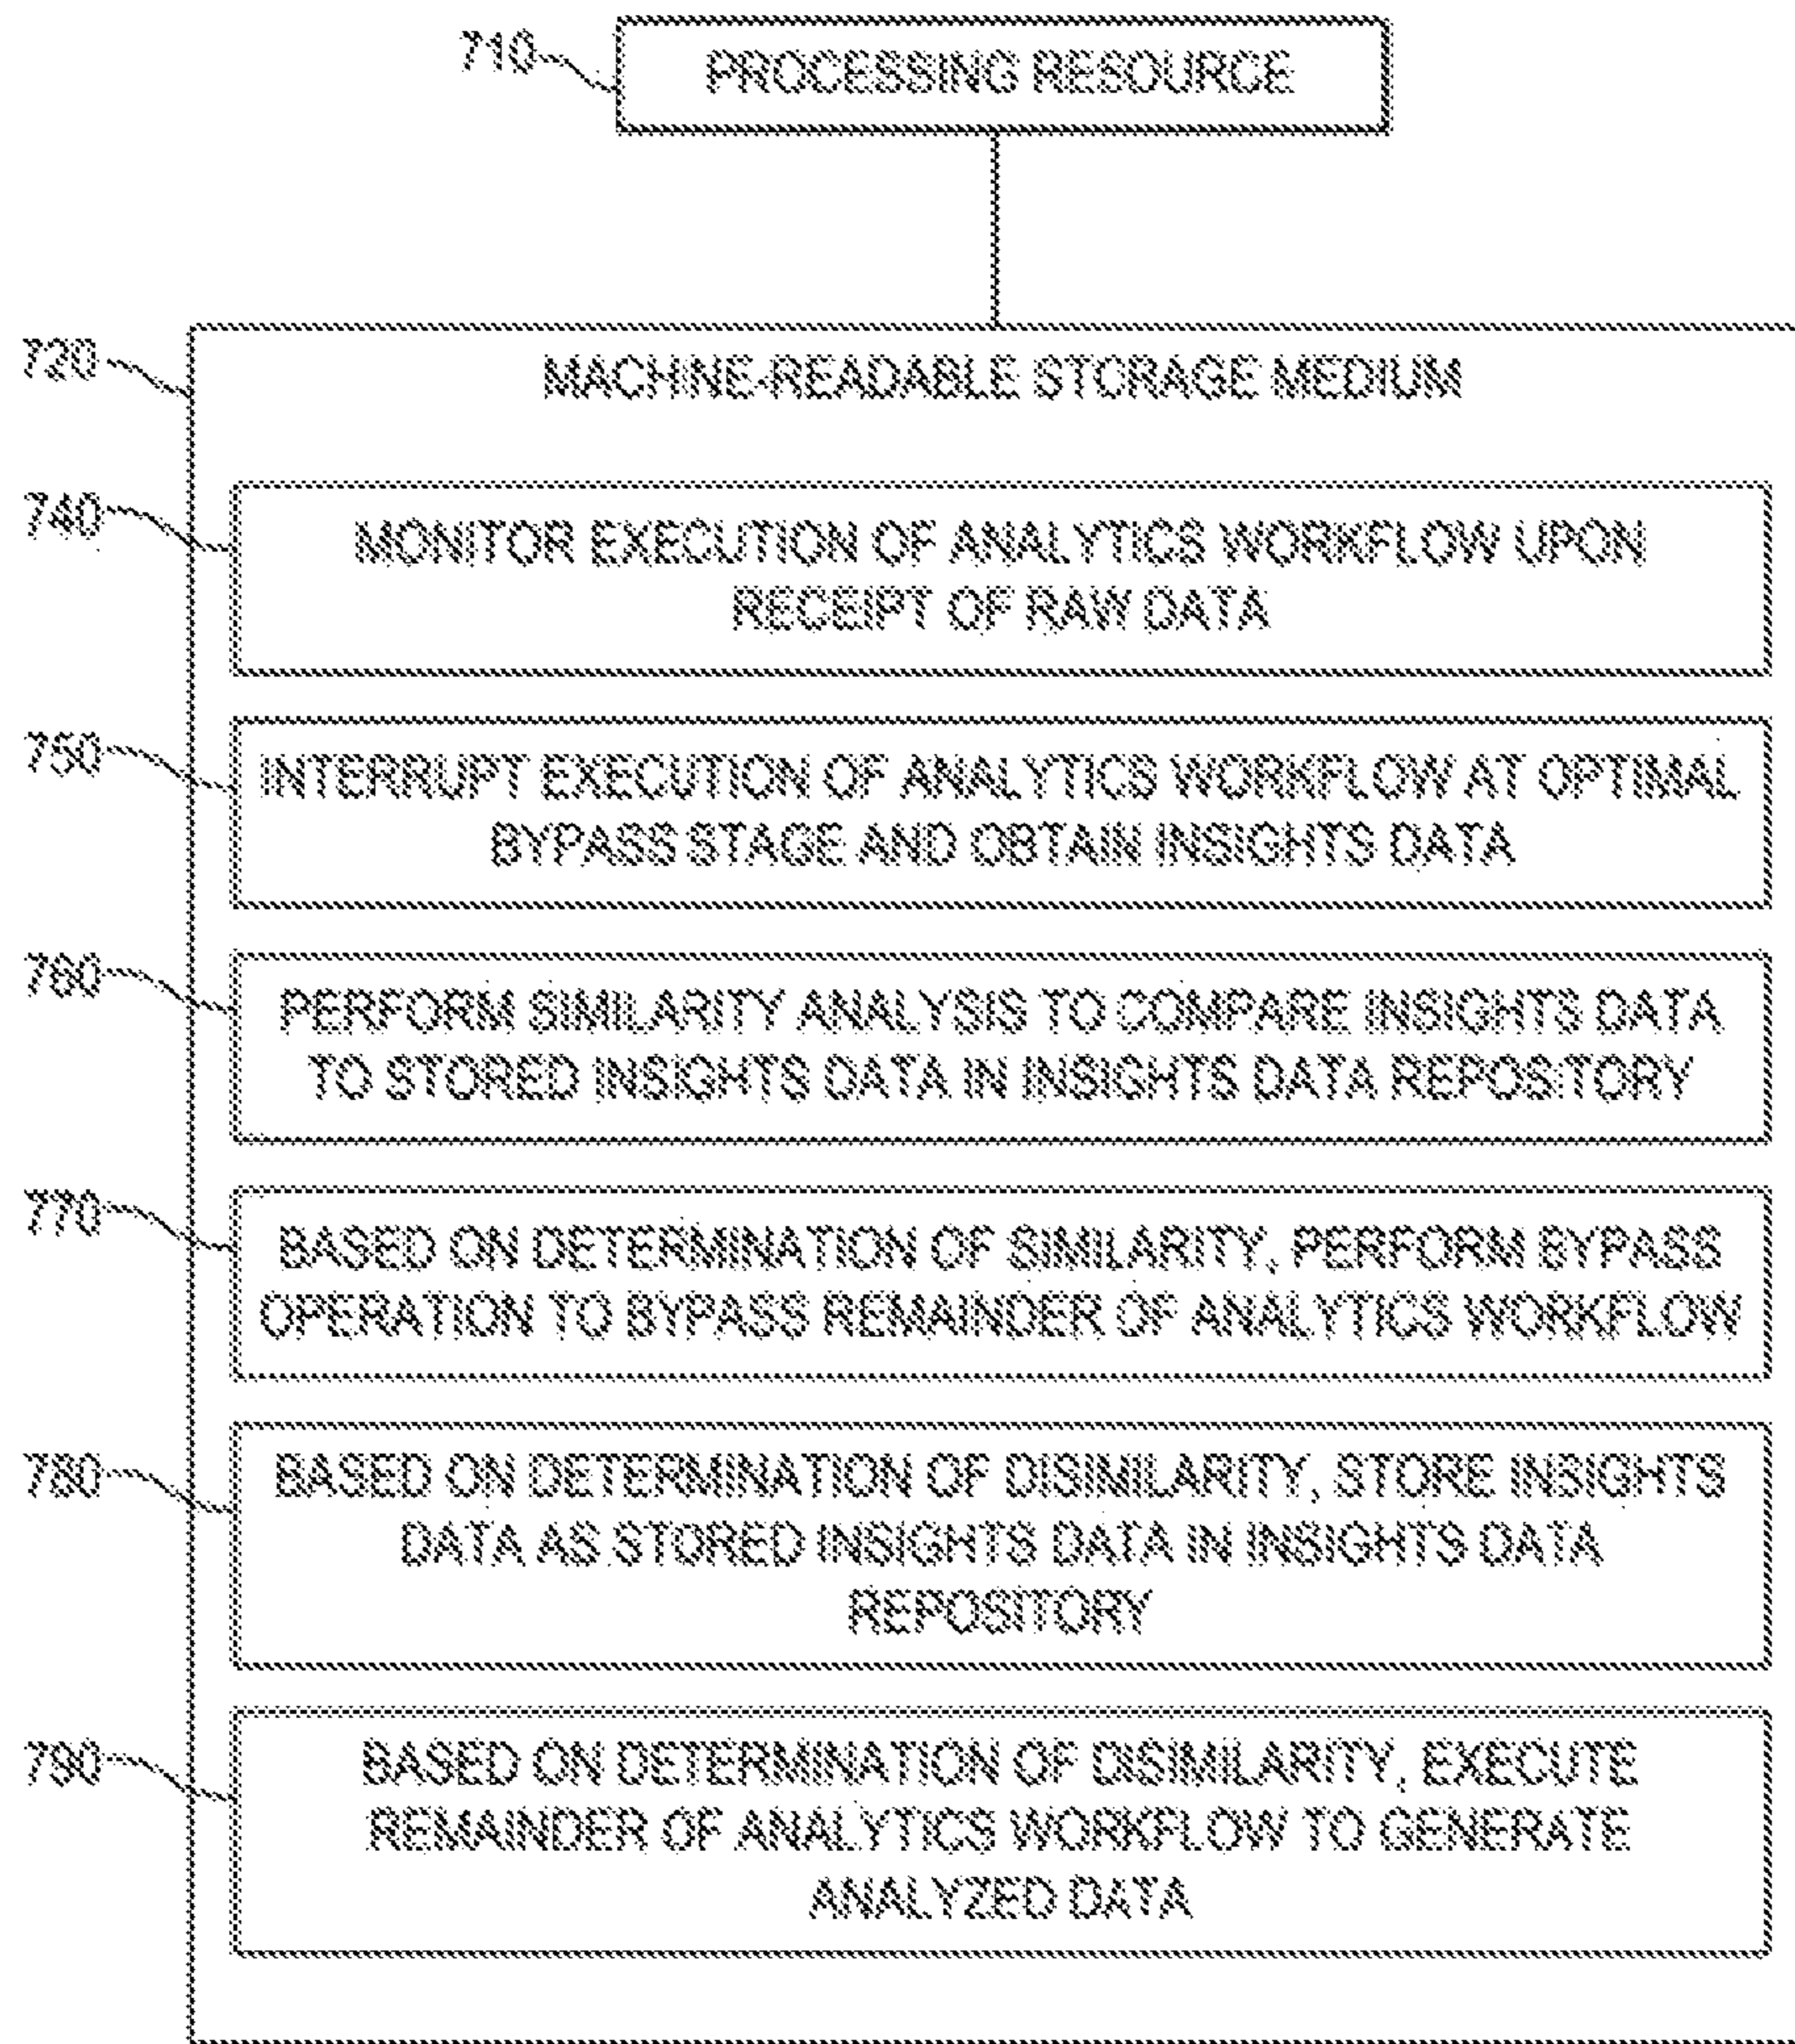 710
PROCESSING RESOURCE
720
MACHINE-READABLE STORAGE MEDIUM
740
MONITOR EXECUTION OF ANALYTICS WORKFLOW UPON
RECEIPT OF RAW DATA
750
INTERRUPT EXECUTION OF ANALYTICS WORKFLOW AT OPTIMAL
BYPASS STAGE AND OBTAIN INSIGHTS DATA
760
PERFORM SIMILARITY ANALYSIS TO COMPARE INSIGHTS DATA
TO STORED INSIGHTS DATA IN INSIGHTS DATA REPOSITORY
770
BASED ON DETERMINATION OF SIMILARITY, PERFORM BYPASS
OPERATION TO BYPASS REMAINDER OF ANALYTICS WORKFLOW
780
BASED ON DETERMINATION OF DISIMILARITY, STORE INSIGHTS
DATA AS STORED INSIGHTS DATA IN INSIGHTS DATA
REPOSITORY
790
BASED ON DETERMINATION OF DISIMILARITY, EXECUTE
REMAINDER OF ANALYTICS WORKFLOW TO GENERATE
ANALYZED DATA